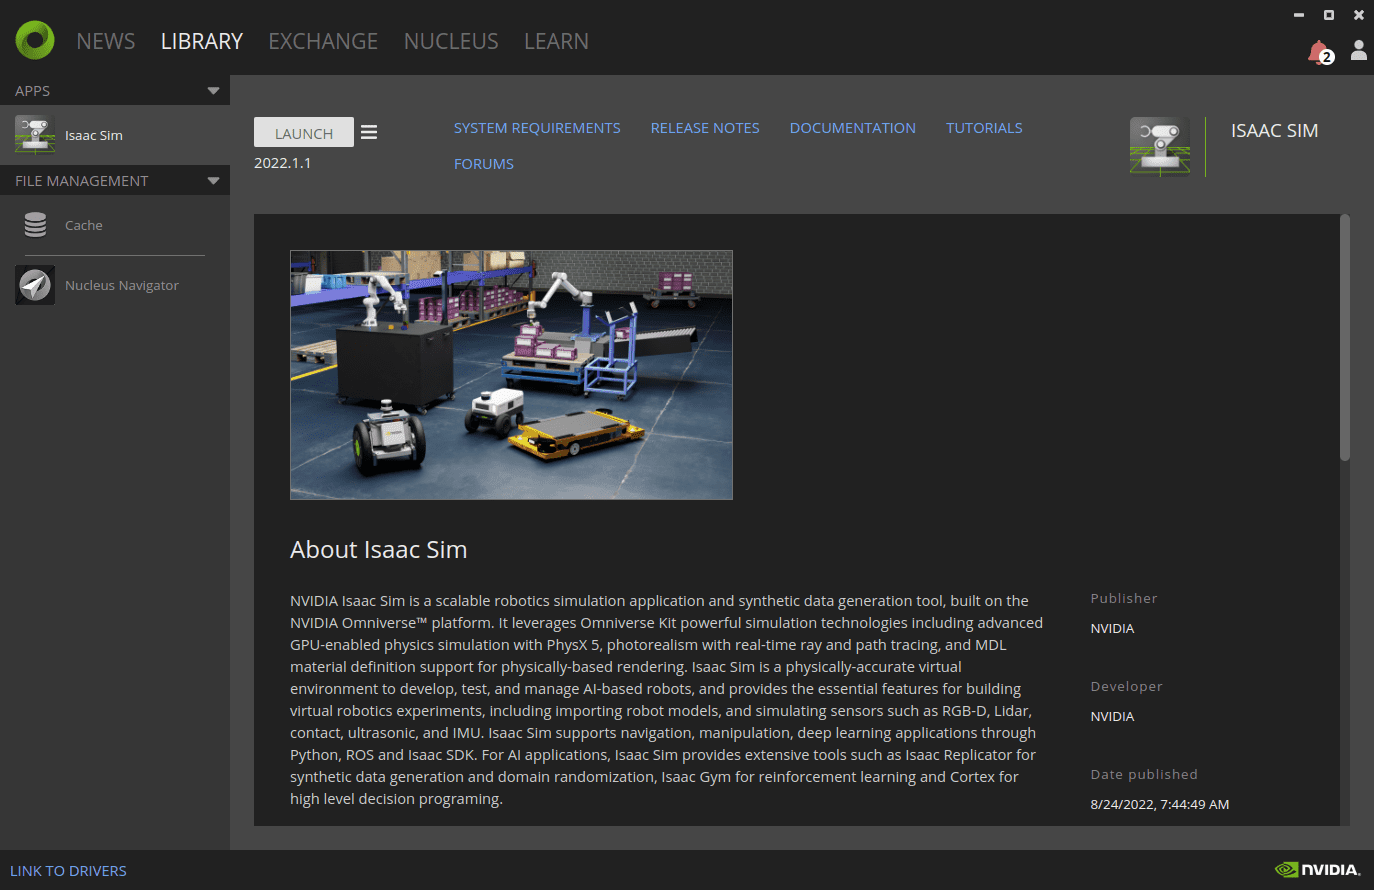 NEWS LIBRARY EXCHANGE NUCLEUS LEARN
2
APPS
Isaac Sim
FILE MANAGEMENT
Cache
Nucleus Navigator
LAUNCH
2022.1.1
SYSTEM REQUIREMENTS RELEASE NOTES DOCUMENTATION TUTORIALS
FORUMS
ISAAC SIM
About Isaac Sim
NVIDIA Isaac Sim is a scalable robotics simulation application and synthetic data generation tool, built on the
NVIDIA Omniverse™ platform. It leverages Omniverse Kit powerful simulation technologies including advanced
GPU-enabled physics simulation with PhysX 5, photorealism with real-time ray and path tracing, and MDL
material definition support for physically-based rendering. Isaac Sim is a physically-accurate virtual
environment to develop, test, and manage AI-based robots, and provides the essential features for building
virtual robotics experiments, including importing robot models, and simulating sensors such as RGB-D, Lidar,
contact, ultrasonic, and IMU. Isaac Sim supports navigation, manipulation, deep learning applications through
Python, ROS and Isaac SDK. For AI applications, Isaac Sim provides extensive tools such as Isaac Replicator for
synthetic data generation and domain randomization, Isaac Gym for reinforcement learning and Cortex for
high level decision programing.
Publisher
NVIDIA
Developer
NVIDIA
Date published
8/24/2022, 7:44:49 AM
LINK TO DRIVERS
NVIDIA.